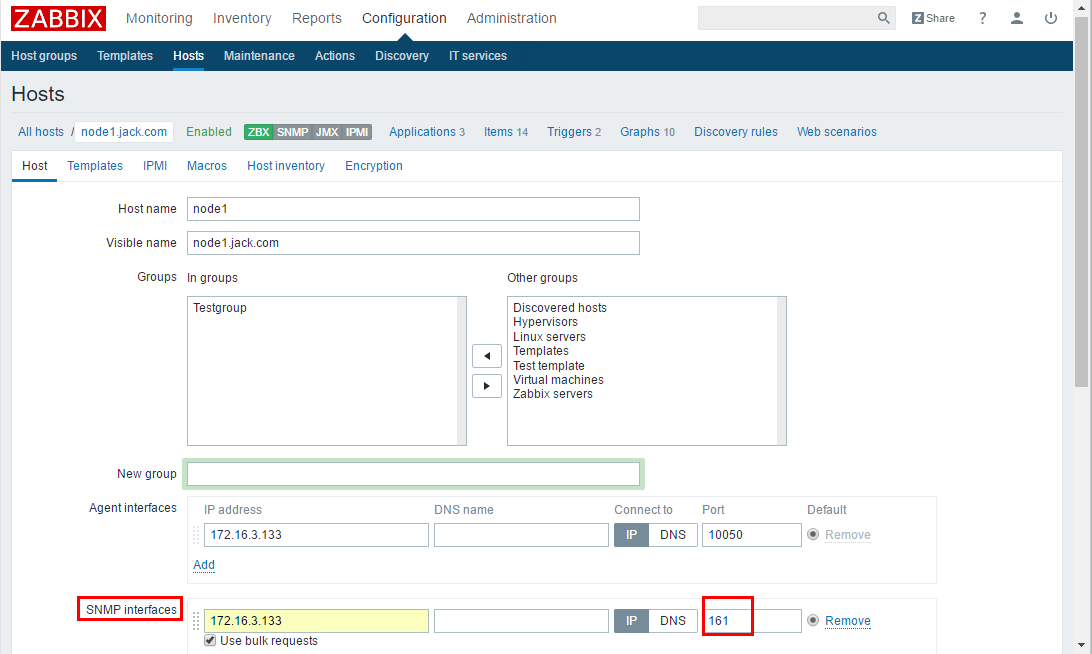 ZABBIX Monitoring Inventory Reports Configuration Administration Z Share ?
Host groups Templates Hosts Maintenance Actions Discovery IT services
Hosts
All hosts / node1.jack.com Enabled ZBX SNMP JMX IPMI Applications 3 Items 14 Triggers 2 Graphs 10 Discovery rules Web scenarios
Host Templates IPMI Macros Host inventory Encryption
Host name node1
Visible name node1.jack.com
Groups In groups Other groups
Testgroup Discovered hosts
Hypervisors
Linux servers
Templates
Test template
Virtual machines
Zabbix servers
New group
Agent interfaces IP address DNS name Connect to Port Default
172.16.3.133 IP DNS 10050 Remove
Add
SNMP interfaces 172.16.3.133 IP DNS 161 Remove
Use bulk requests